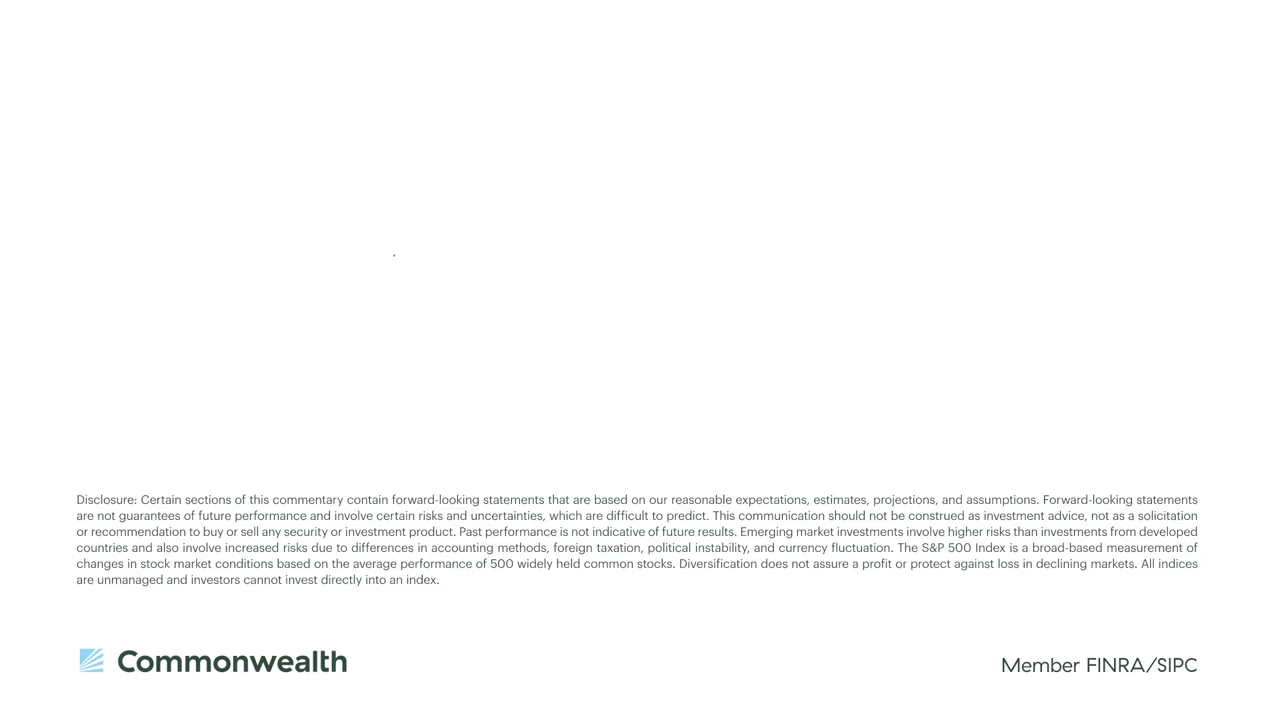 Disclosure: Certain sections of this commentary contain forward-looking statements that are based on our reasonable expectations, estimates, projections, and assumptions. Forward-looking statements
are not guarantees of future performance and involve certain risks and uncertainties, which are difficult to predict. This communication should not be construed as investment advice, not as a solicitation
or recommendation to buy or sell any security or investment product. Past performance is not indicative of future results. Emerging market investments involve higher risks than investments from developed
countries and also involve increased risks due to differences in accounting methods, foreign taxation, political instability, and currency fluctuation. The S&P 500 Index is a broad-based measurement of
changes in stock market conditions based on the average performance of 500 widely held common stocks. Diversification does not assure a profit or protect against loss in declining markets. All indices
are unmanaged and investors cannot invest directly into an index.
Commonwealth
Member FINRA/SIPC